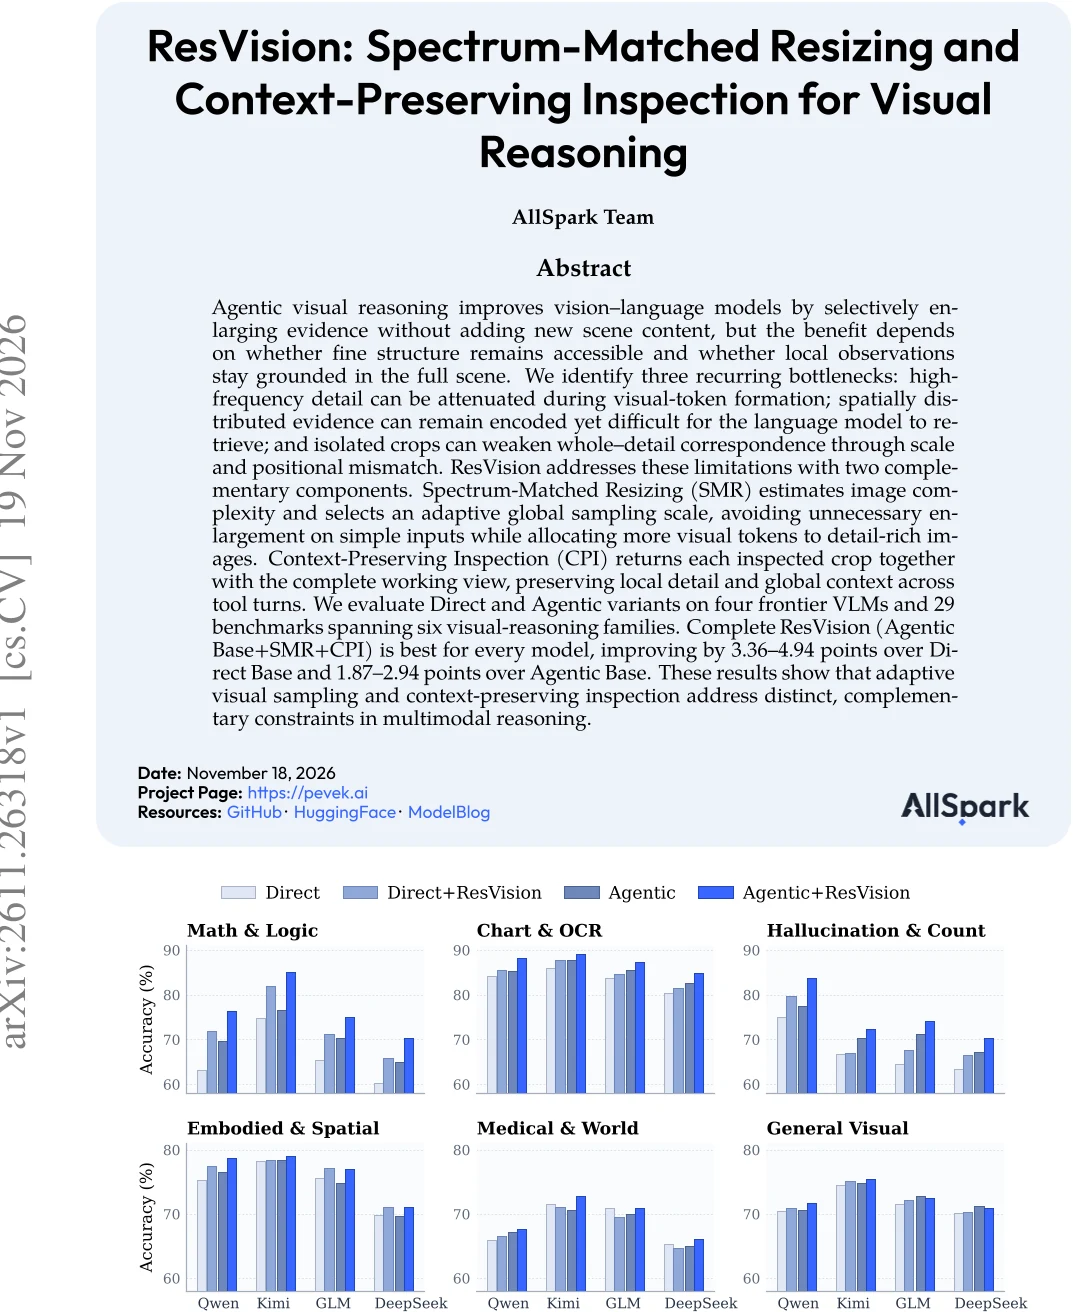 ResVision: Spectrum-Matched Resizing and
Context-Preserving Inspection for Visual
Reasoning
AllSpark Team
Abstract
Agentic visual reasoning improves vision–language models by selectively en-
larging evidence without adding new scene content, but the benefit depends
on whether fine structure remains accessible and whether local observations
stay grounded in the full scene. We identify three recurring bottlenecks: high-
frequency detail can be attenuated during visual-token formation; spatially dis-
tributed evidence can remain encoded yet difficult for the language model to re-
trieve; and isolated crops can weaken whole–detail correspondence through scale
and positional mismatch. ResVision addresses these limitations with two comple-
mentary components. Spectrum-Matched Resizing (SMR) estimates image com-
plexity and selects an adaptive global sampling scale, avoiding unnecessary en-
largement on simple inputs while allocating more visual tokens to detail-rich im-
ages. Context-Preserving Inspection (CPI) returns each inspected crop together
with the complete working view, preserving local detail and global context across
tool turns. We evaluate Direct and Agentic variants on four frontier VLMs and 29
benchmarks spanning six visual-reasoning families. Complete ResVision (Agentic
Base+SMR+CPI) is best for every model, improving by 3.36–4.94 points over Di-
rect Base and 1.87–2.94 points over Agentic Base. These results show that adaptive
visual sampling and context-preserving inspection address distinct, complemen-
tary constraints in multimodal reasoning.
Date: November 18, 2026
Project Page: https://pevek.ai
Resources: GitHub· HuggingFace· ModelBlog
AllSpark
arXiv:2611.26318v1 [cs.CV] 19 Nov 2026
Direct Direct+ResVision Agentic Agentic+ResVision
Math & Logic
Accuracy (%)
90
80
70
60
Chart & OCR
90
80
70
60
Hallucination & Count
90
80
70
60
Embodied & Spatial
Accuracy (%)
80
70
60
Qwen Kimi GLM DeepSeek
Medical & World
80
70
60
Qwen Kimi GLM DeepSeek
General Visual
80
70
60
Qwen Kimi GLM DeepSeek